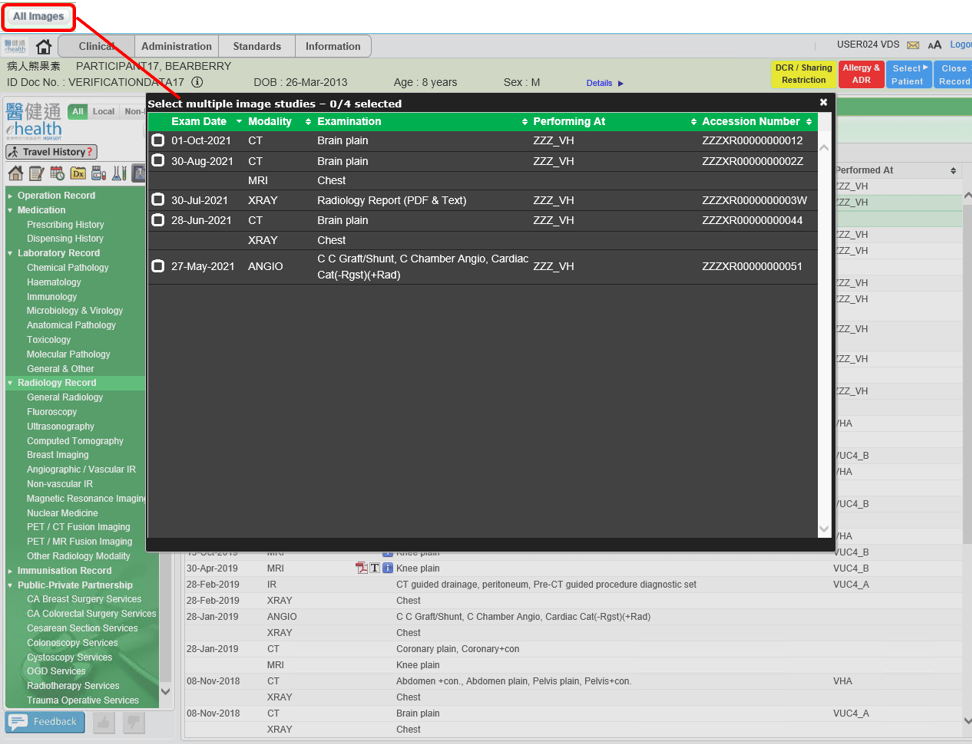 All Images
醫健通
ehealth
Clinical Administration Standards Information
USER024 VDS AA Logo
病人熊果素 PARTICIPANT17, BEARBERRY
ID Doc No. : VERIFICATIONDATA17 DOB : 26-Mar-2013 Age : 8 years Sex : M Details
DCR / Sharing Restriction
Allergy & ADR
Select Patient
Close Record
醫健通
ehealth
All Local Non-
Travel History?
Dx
Operation Record
Medication
Prescribing History
Dispensing History
Laboratory Record
Chemical Pathology
Haematology
Immunology
Microbiology & Virology
Anatomical Pathology
Toxicology
Molecular Pathology
General & Other
Radiology Record
General Radiology
Fluoroscopy
Ultrasonography
Computed Tomography
Breast Imaging
Angiographic / Vascular IR
Non-vascular IR
Magnetic Resonance Imaging
Nuclear Medicine
PET / CT Fusion Imaging
PET / MR Fusion Imaging
Other Radiology Modality
Immunisation Record
Public-Private Partnership
CA Breast Surgery Services
CA Colorectal Surgery Services
Cesarean Section Services
Colonoscopy Services
Cystoscopy Services
OGD Services
Radiotherapy Services
Trauma Operative Services
Feedback
Select multiple image studies – 0/4 selected
Exam Date Modality Examination Performing At Accession Number
01-Oct-2021 CT Brain plain ZZZ_VH ZZZXR00000000012
30-Aug-2021 CT Brain plain ZZZ_VH ZZZXR0000000002Z
MRI Chest
30-Jul-2021 XRAY Radiology Report (PDF & Text) ZZZ_VH ZZZXR0000000003W
28-Jun-2021 CT Brain plain ZZZ_VH ZZZXR00000000044
XRAY Chest
27-May-2021 ANGIO C C Graft/Shunt, C Chamber Angio, Cardiac Cat(-Rgst)(+Rad) ZZZ_VH ZZZXR00000000051
Performed At
ZZZ_VH
ZZZ_VH
ZZZ_VH
ZZZ_VH
ZZZ_VH
ZZZ_VH
ZZZ_VH
ZZZ_VH
ZZZ_VH
VHA
VUC4_B
VHA
VUC4_B
VHA
MRI Knee plain VUC4_B
30-Apr-2019 MRI T Knee plain VUC4_B
28-Feb-2019 IR CT guided drainage, peritoneum, Pre-CT guided procedure diagnostic set VUC4_A
28-Feb-2019 XRAY Chest
28-Jan-2019 ANGIO C C Graft/Shunt, C Chamber Angio, Cardiac Cat(-Rgst)(+Rad)
XRAY Chest
28-Jan-2019 CT Coronary plain, Coronary+con
MRI Knee plain
08-Nov-2018 CT Abdomen +con., Abdomen plain, Pelvis plain, Pelvis+con. VHA
XRAY Chest
08-Nov-2018 CT Brain plain VUC4_A
XRAY Chest